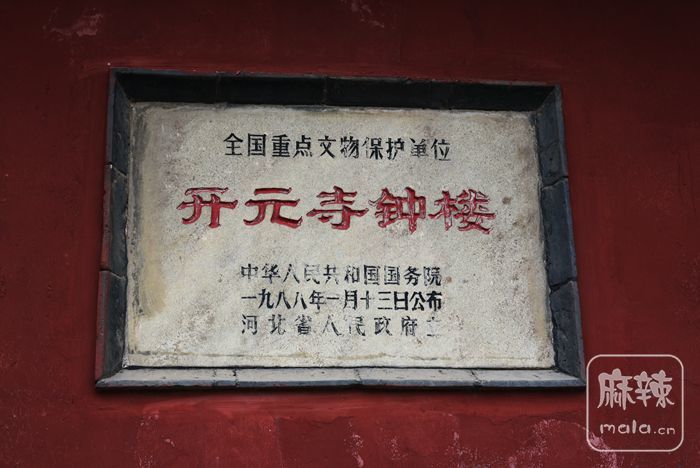 全国重点文物保护单位
开元寺钟楼
中华人民共和国国务院
一九八八年一月十三日公布
河北省人民政府立
麻辣
mala.cn